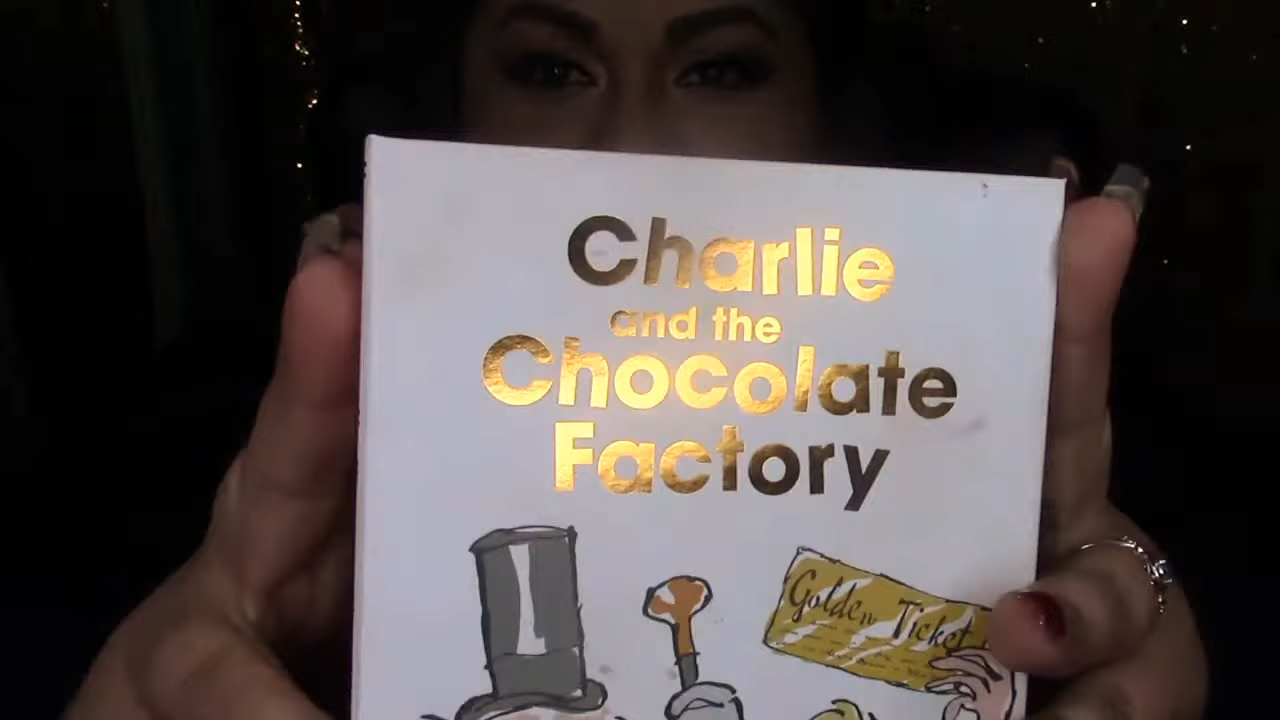 Charlie
and the
Chocolate
Factory
Golden Ticket